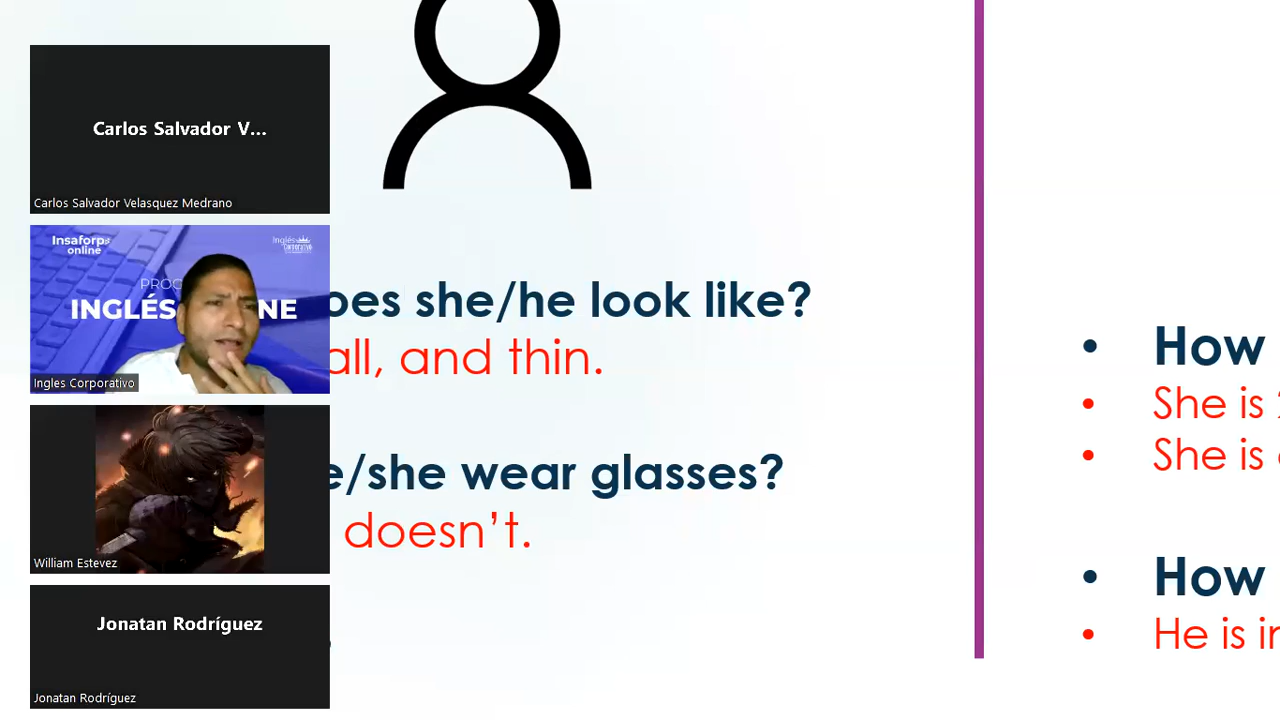 Carlos Salvador V...
Carlos Salvador Velasquez Medrano
Insaforp
online
Inglés
Corporativo
INGLÉS
NE
Ingles Corporativo
William Estevez
Jonatan Rodríguez
Jonatan Rodríguez
oes she/he look like?
all, and thin.
e/she wear glasses?
doesn't.
• How
• She is
• She is
• How
• He is in